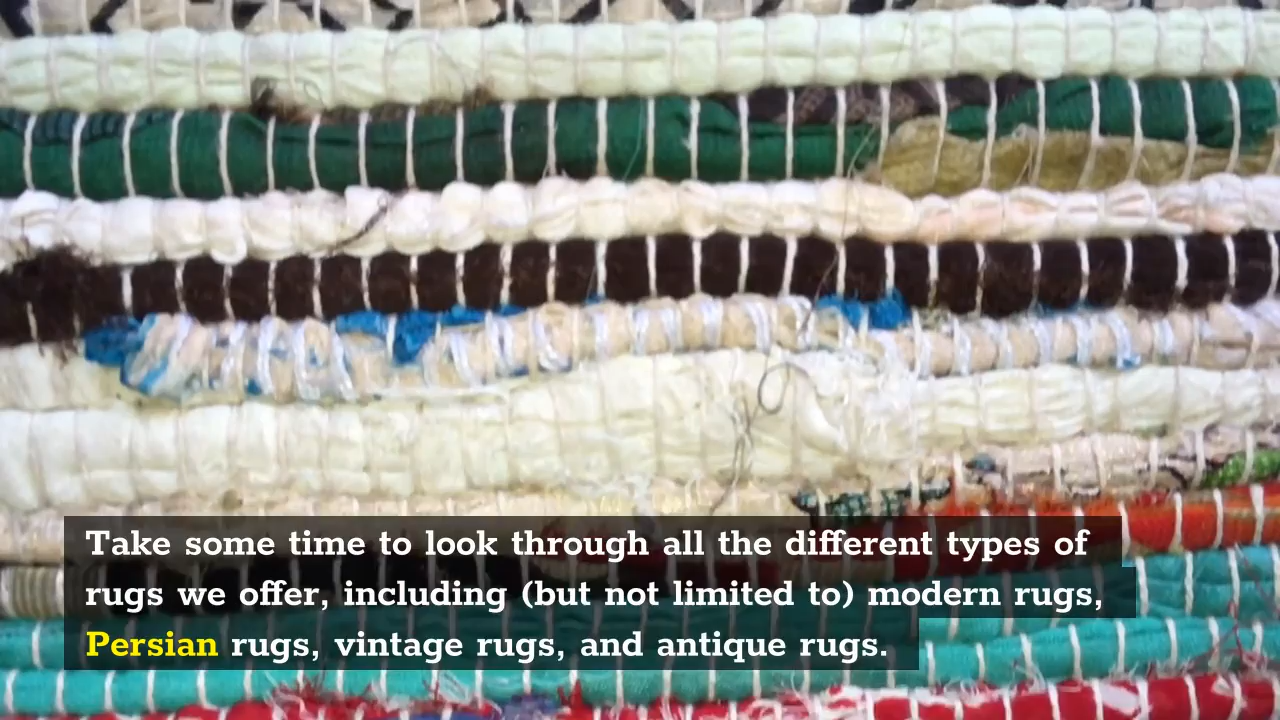 Take some time to look through all the different types of
rugs we offer, including (but not limited to) modern rugs,
Persian rugs, vintage rugs, and antique rugs.